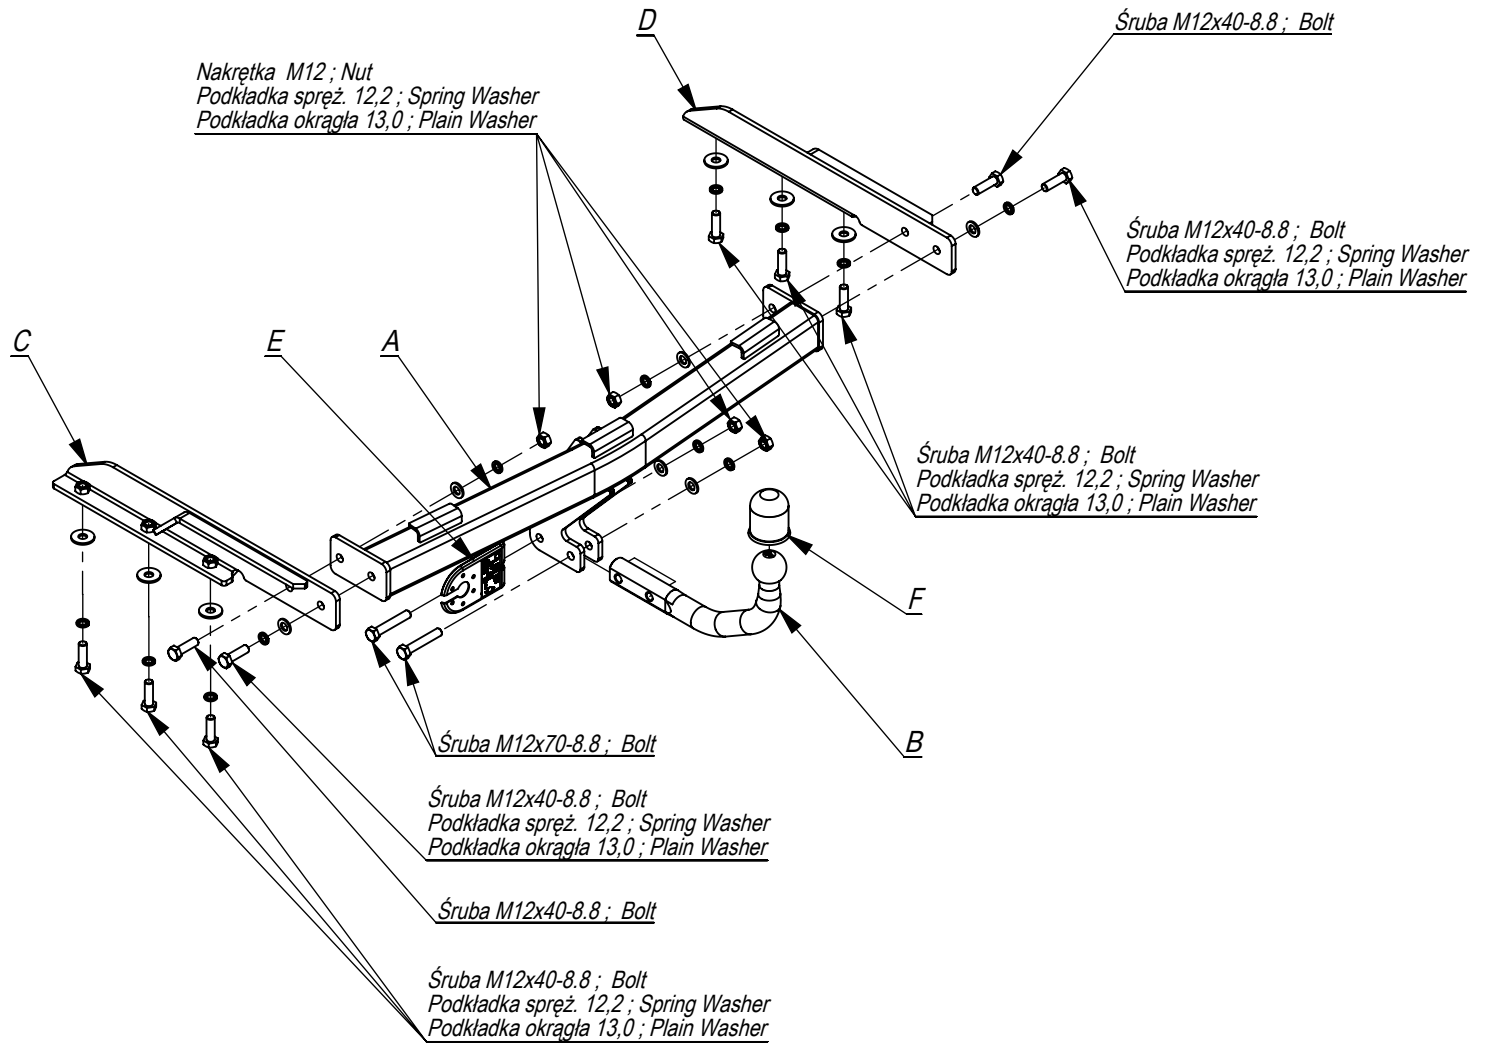 D
Śruba M12x40-8.8 ; Bolt
Nakrętka M12 ; Nut
Podkładka spręż. 12,2 ; Spring Washer
Podkładka okrągła 13,0 ; Plain Washer
Śruba M12x40-8.8 ; Bolt
Podkładka spręż. 12,2 ; Spring Washer
Podkładka okrągła 13,0 ; Plain Washer
C
E
A
Śruba M12x40-8.8 ; Bolt
Podkładka spręż. 12,2 ; Spring Washer
Podkładka okrągła 13,0 ; Plain Washer
F
B
Śruba M12x70-8.8 ; Bolt
Śruba M12x40-8.8 ; Bolt
Podkładka spręż. 12,2 ; Spring Washer
Podkładka okrągła 13,0 ; Plain Washer
Śruba M12x40-8.8 ; Bolt
Śruba M12x40-8.8 ; Bolt
Podkładka spręż. 12,2 ; Spring Washer
Podkładka okrągła 13,0 ; Plain Washer